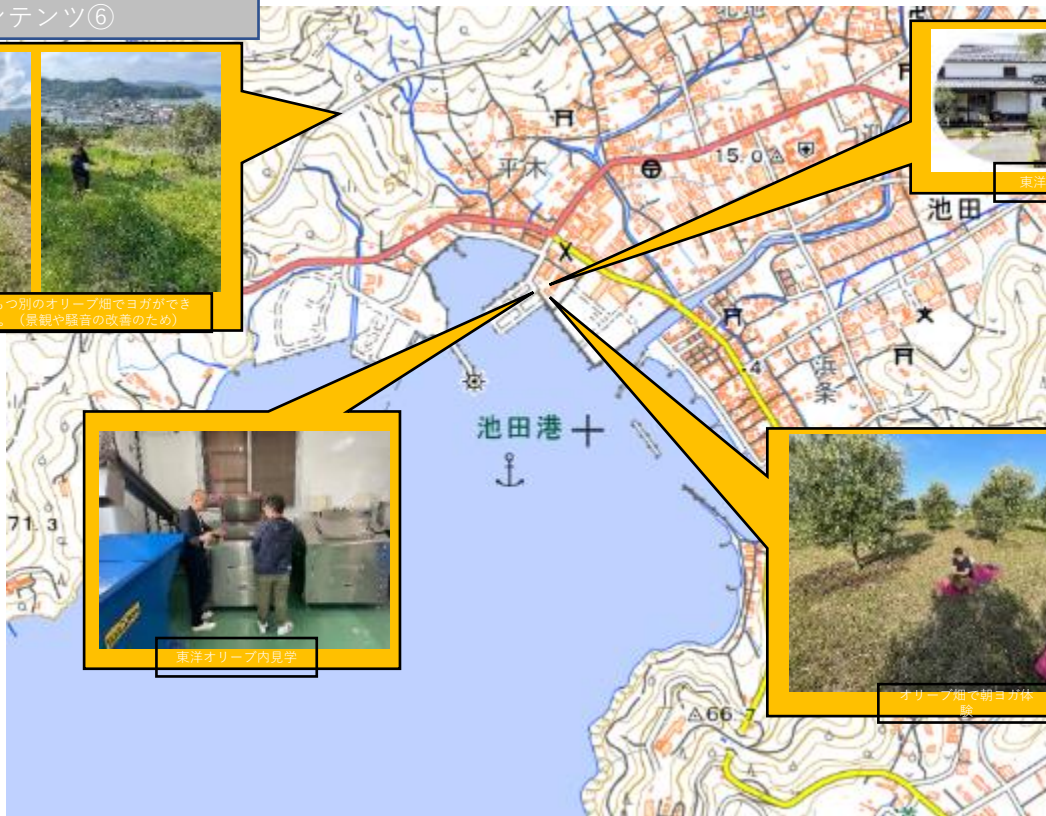 ンテンツ⑥
もつ別のオリーブ畑でヨガができ
。（景観や騒音の改善のため）
東洋
平木
15.0
池田
4
浜条
池田港
71.3
東洋オリーブ内見学
オリーブ畑で朝ヨガ体
験
66.7